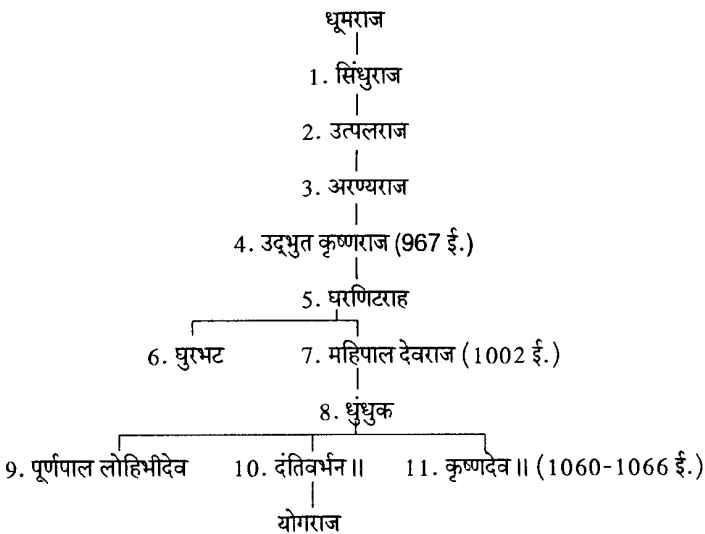 धूमराज
1. सिंधुराज
2. उत्पलराज
3. अरण्यराज
4. उद्‌भुत कृष्णराज (967 ई.)
5. घरणिटराह
6. घुरभट 7. महिपाल देवराज (1002 ई.)
8. धुंधुक
9. पूर्णपाल लोहिभीदेव 10. दंतिवर्भन॥ 11. कृष्णदेव॥ (1060-1066 ई.)
योगराज